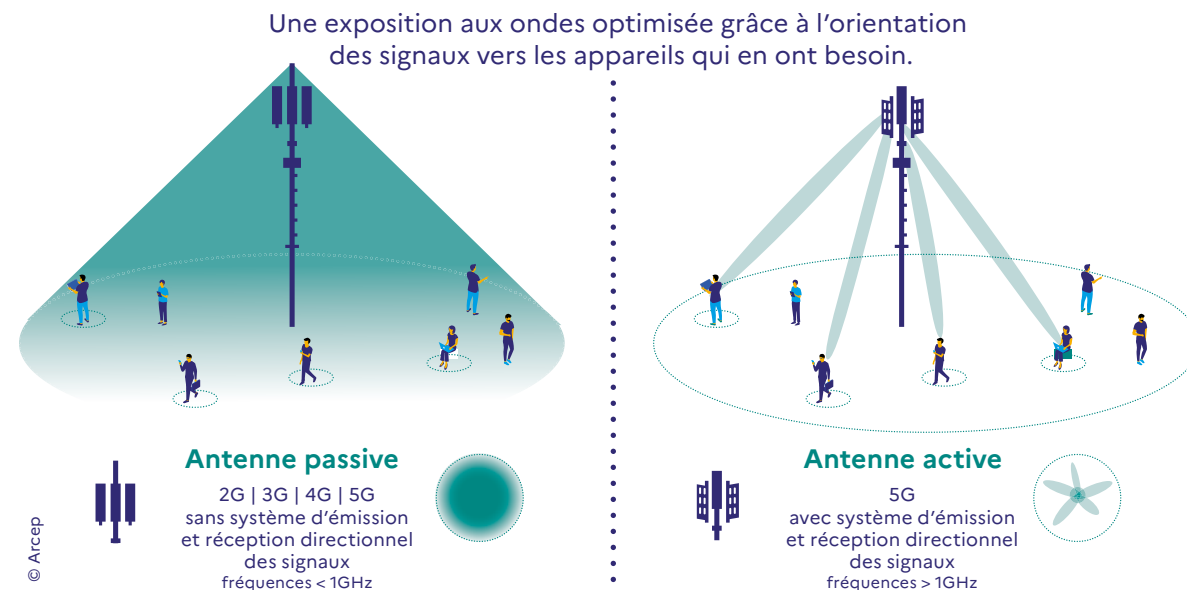 Une exposition aux ondes optimisée grâce à l'orientation
des signaux vers les appareils qui en ont besoin.
Antenne passive
2G | 3G | 4G | 5G
sans système d'émission
et réception directionnel
des signaux
fréquences < 1GHz
Antenne active
5G
avec système d'émission
et réception directionnel
des signaux
fréquences > 1GHz
© Arcep